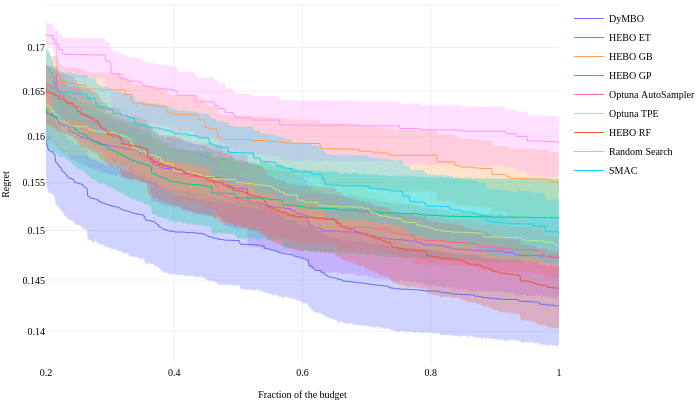 0.17
0.165
0.16
0.155
0.15
0.145
0.14
Regret
0.2
0.4
0.6
0.8
1
Fraction of the budget
DyMBO
HEBO ET
HEBO GB
HEBO GP
Optuna AutoSampler
Optuna TPE
HEBO RF
Random Search
SMAC